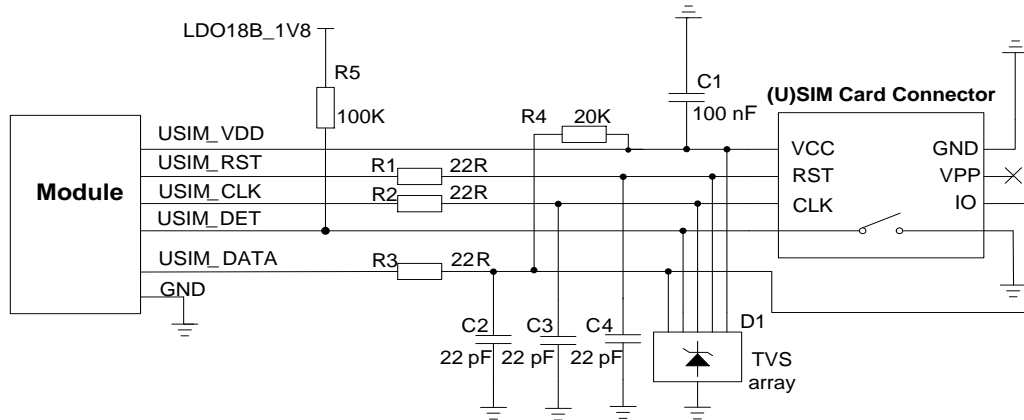 LDO18B_1V8
R5
100K
C1
100 nF
(U)SIM Card Connector
R4 20K
Module
USIM_VDD
USIM_RST
USIM_CLK
USIM_DET
USIM_DATA
GND
R1 22R
R2 22R
R3 22R
VCC
RST
CLK
GND
VPP
IO
C2 C3 C4
22 pF 22 pF 22 pF
D1
TVS
array